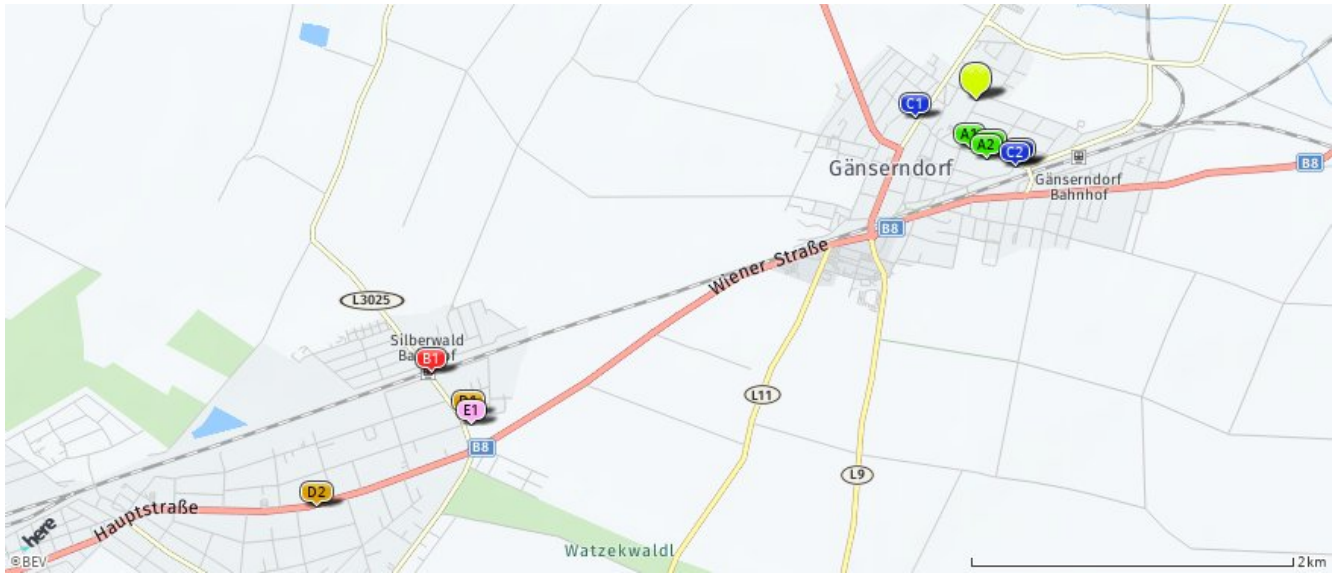 C1
A1
A2
C2
Gänserndorf
B8
Gänserndorf
Bahnhof
B8
Wiener Straße
L3025
Silberwald
B1
E1
L11
B8
L9
D2
Hauptstraße
Watzekwaldl
here
©BEV
2km